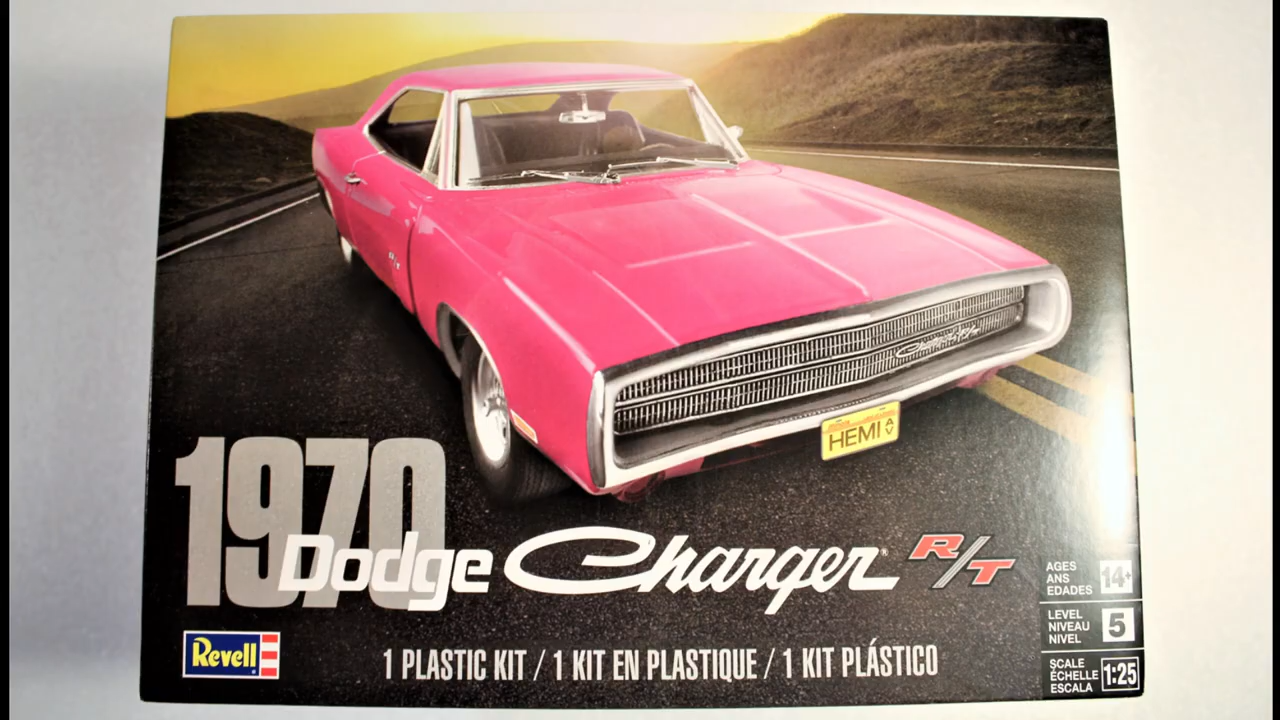 R/T
Charger R/T
HEMI
1970
Dodge Charger R/T
AGES
ANS
EDADES
14+
LEVEL
NIVEAU
NIVEL
5
SCALE
ÉCHELLE
ESCALA
1:25
Revell
1 PLASTIC KIT / 1 KIT EN PLASTIQUE / 1 KIT PLÁSTICO